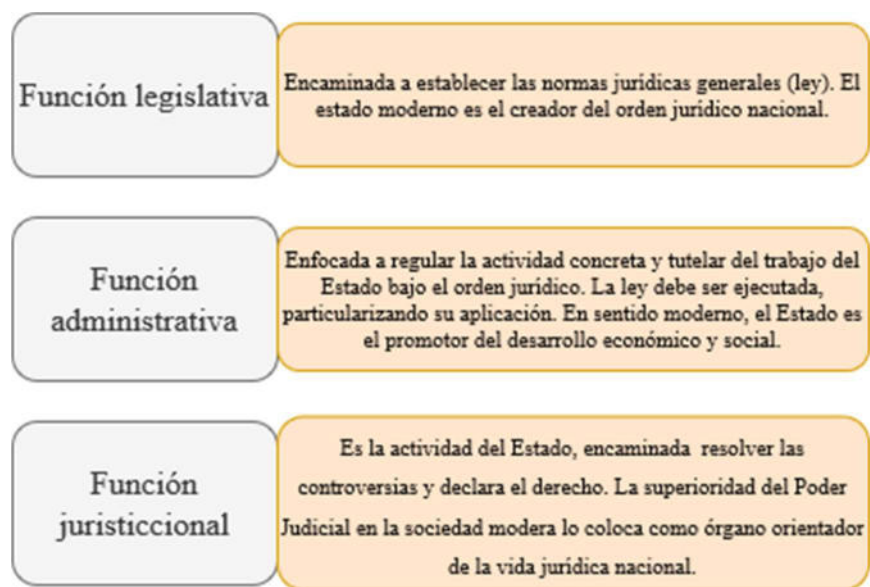 Función legislativa
Encaminada a establecer las normas jurídicas generales (ley). El
estado moderno es el creador del orden jurídico nacional.
Función
administrativa
Enfocada a regular la actividad concreta y tutelar del trabajo del
Estado bajo el orden jurídico. La ley debe ser ejecutada,
particularizando su aplicación. En sentido moderno, el Estado es
el promotor del desarrollo económico y social.
Función
juristiccional
Es la actividad del Estado, encaminada resolver las
controversias y declara el derecho. La superioridad del Poder
Judicial en la sociedad modera lo coloca como órgano orientador
de la vida jurídica nacional.